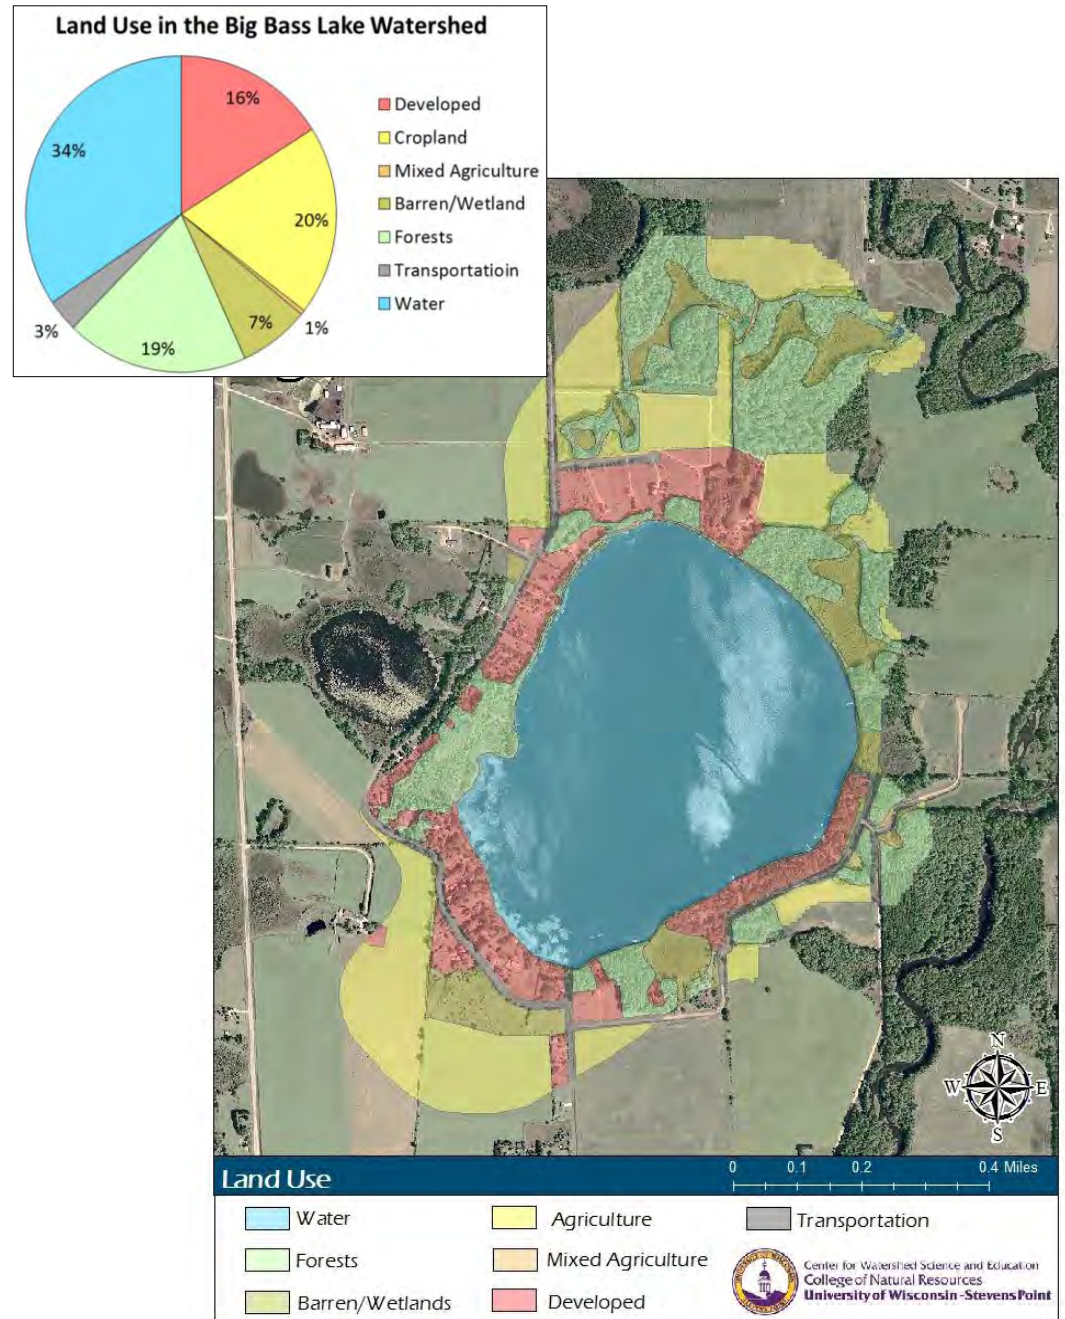 Land Use in the Big Bass Lake Watershed
16%
34%
20%
7%
1%
19%
3%
Developed
Cropland
Mixed Agriculture
Barren/Wetland
Forests
Transportatioin
Water
N
W
E
S
Land Use
0 0.1 0.2 0.4 Miles
Water
Agriculture
Transportation
Forests
Mixed Agriculture
Barren/Wetlands
Developed
Center for Watershed Science and Education
College of Natural Resources
University of Wisconsin-Stevens Point